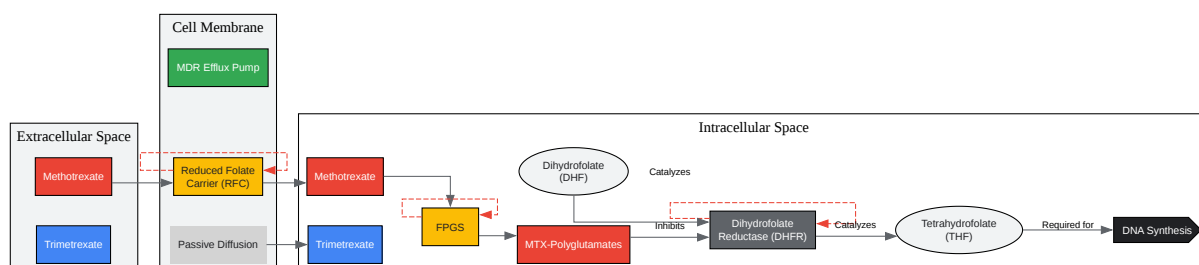 Cell Membrane
MDR Efflux Pump
Extracellular Space
Intracellular Space
Methotrexate
Reduced Folate
Carrier (RFC)
Methotrexate
Dihydrofolate
(DHF)
Catalyzes
Trimetrexate
Passive Diffusion
Trimetrexate
FPGS
MTX-Polyglutamates
Inhibits
Dihydrofolate
Reductase (DHFR)
Catalyzes
Tetrahydrofolate
(THF)
Required for
DNA Synthesis